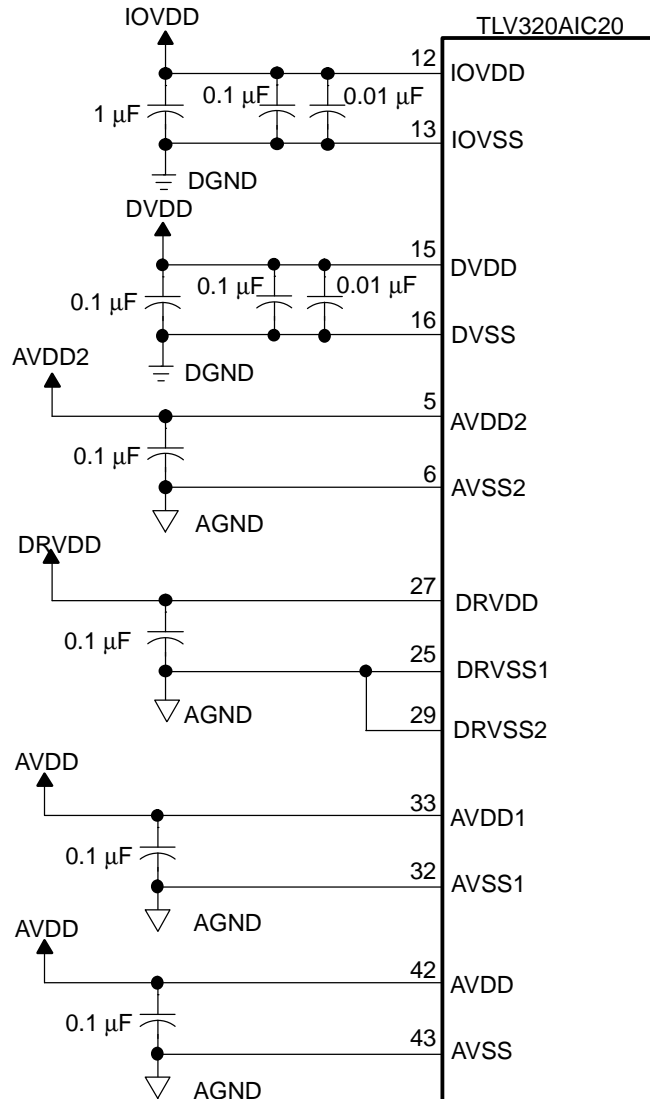 IOVDD
TLV320AIC20
12
IOVDD
1 µF
0.1 µF
0.01 µF
13
IOVSS
DGND
DVDD
15
DVDD
0.1 µF
0.1 µF
0.01 µF
16
DVSS
DGND
AVDD2
5
AVDD2
0.1 µF
6
AVSS2
AGND
DRVDD
27
DRVDD
0.1 µF
25
DRVSS1
AGND
29
DRVSS2
AVDD
33
AVDD1
0.1 µF
32
AVSS1
AGND
AVDD
42
AVDD
0.1 µF
43
AVSS
AGND